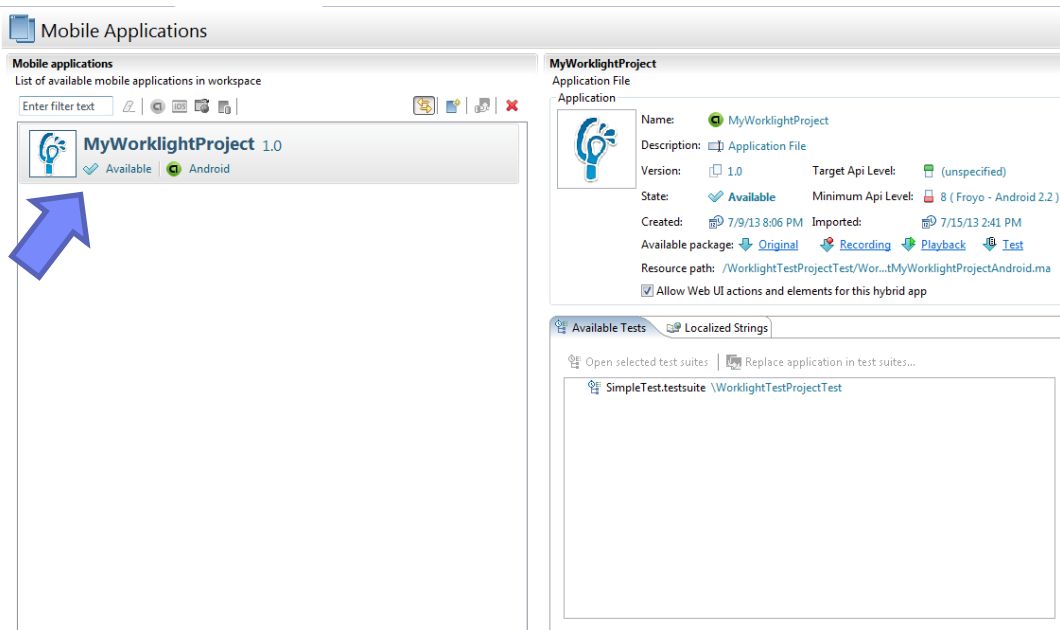 Mobile Applications
Mobile applications
List of available mobile applications in workspace
Enter filter text
MyWorklightProject 1.0
Available Android
MyWorklightProject
Application File
Application
Name: MyWorklightProject
Description: Application File
Version: 1.0 Target Api Level: (unspecified)
State: Available Minimum Api Level: 8 ( Froyo - Android 2.2 )
Created: 7/9/13 8:06 PM Imported: 7/15/13 2:41 PM
Available package: Original Recording Playback Test
Resource path: /WorklightTestProjectTest/Wor...tMyWorklightProjectAndroid.ma
Allow Web UI actions and elements for this hybrid app
Available Tests Localized Strings
Open selected test suites Replace application in test suites...
SimpleTest.testsuite \WorklightTestProjectTest